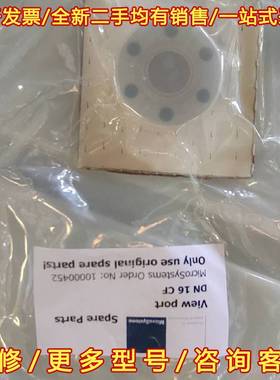 发票/全新二手均有销售/一站式
Spare Parts
MicroSystems
View port
DN 16 CF
MicroSystems Order No: 10000452
Only use original spare parts!
修/更多型号/咨询客